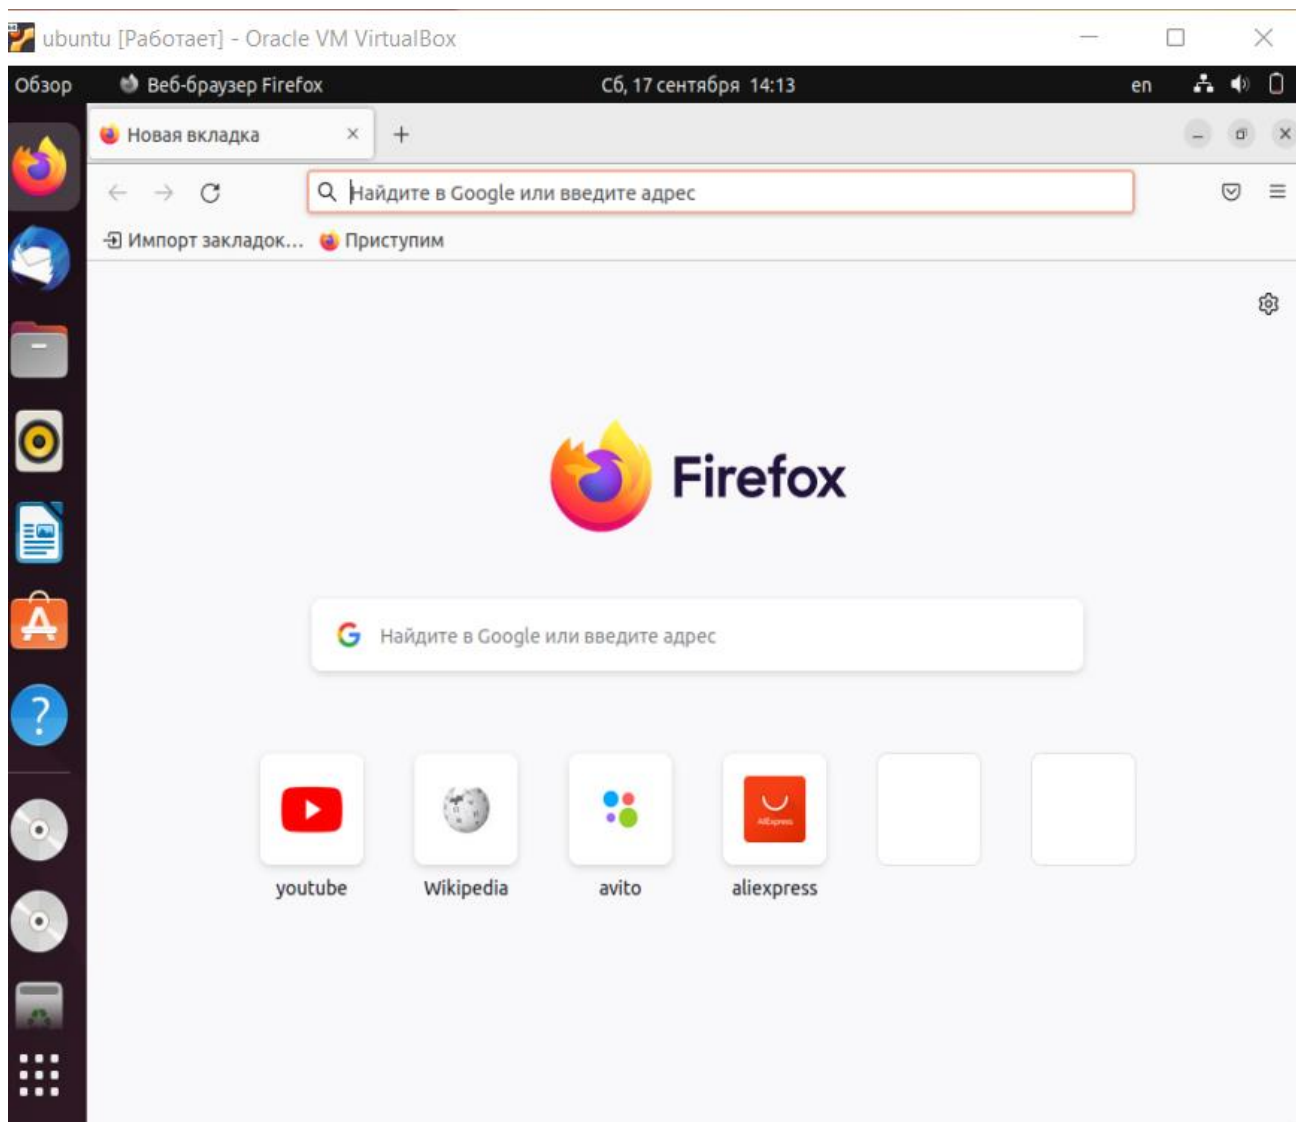 ubuntu [Работает] - Oracle VM VirtualBox
Обзор Веб-браузер Firefox Сб, 17 сентября 14:13 en
Новая вкладка
Найдите в Google или введите адрес
Импорт закладок... Приступим
Firefox
Найдите в Google или введите адрес
AliExpress
youtube Wikipedia avito aliexpress